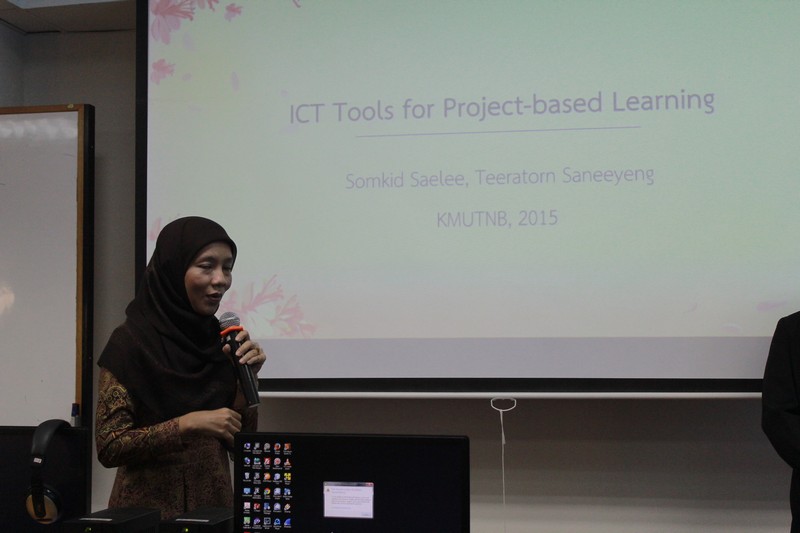 ICT Tools for Project-based Learning
Somkid Saelee, Teeratorn Saneeyeng
KMUTNB, 2015